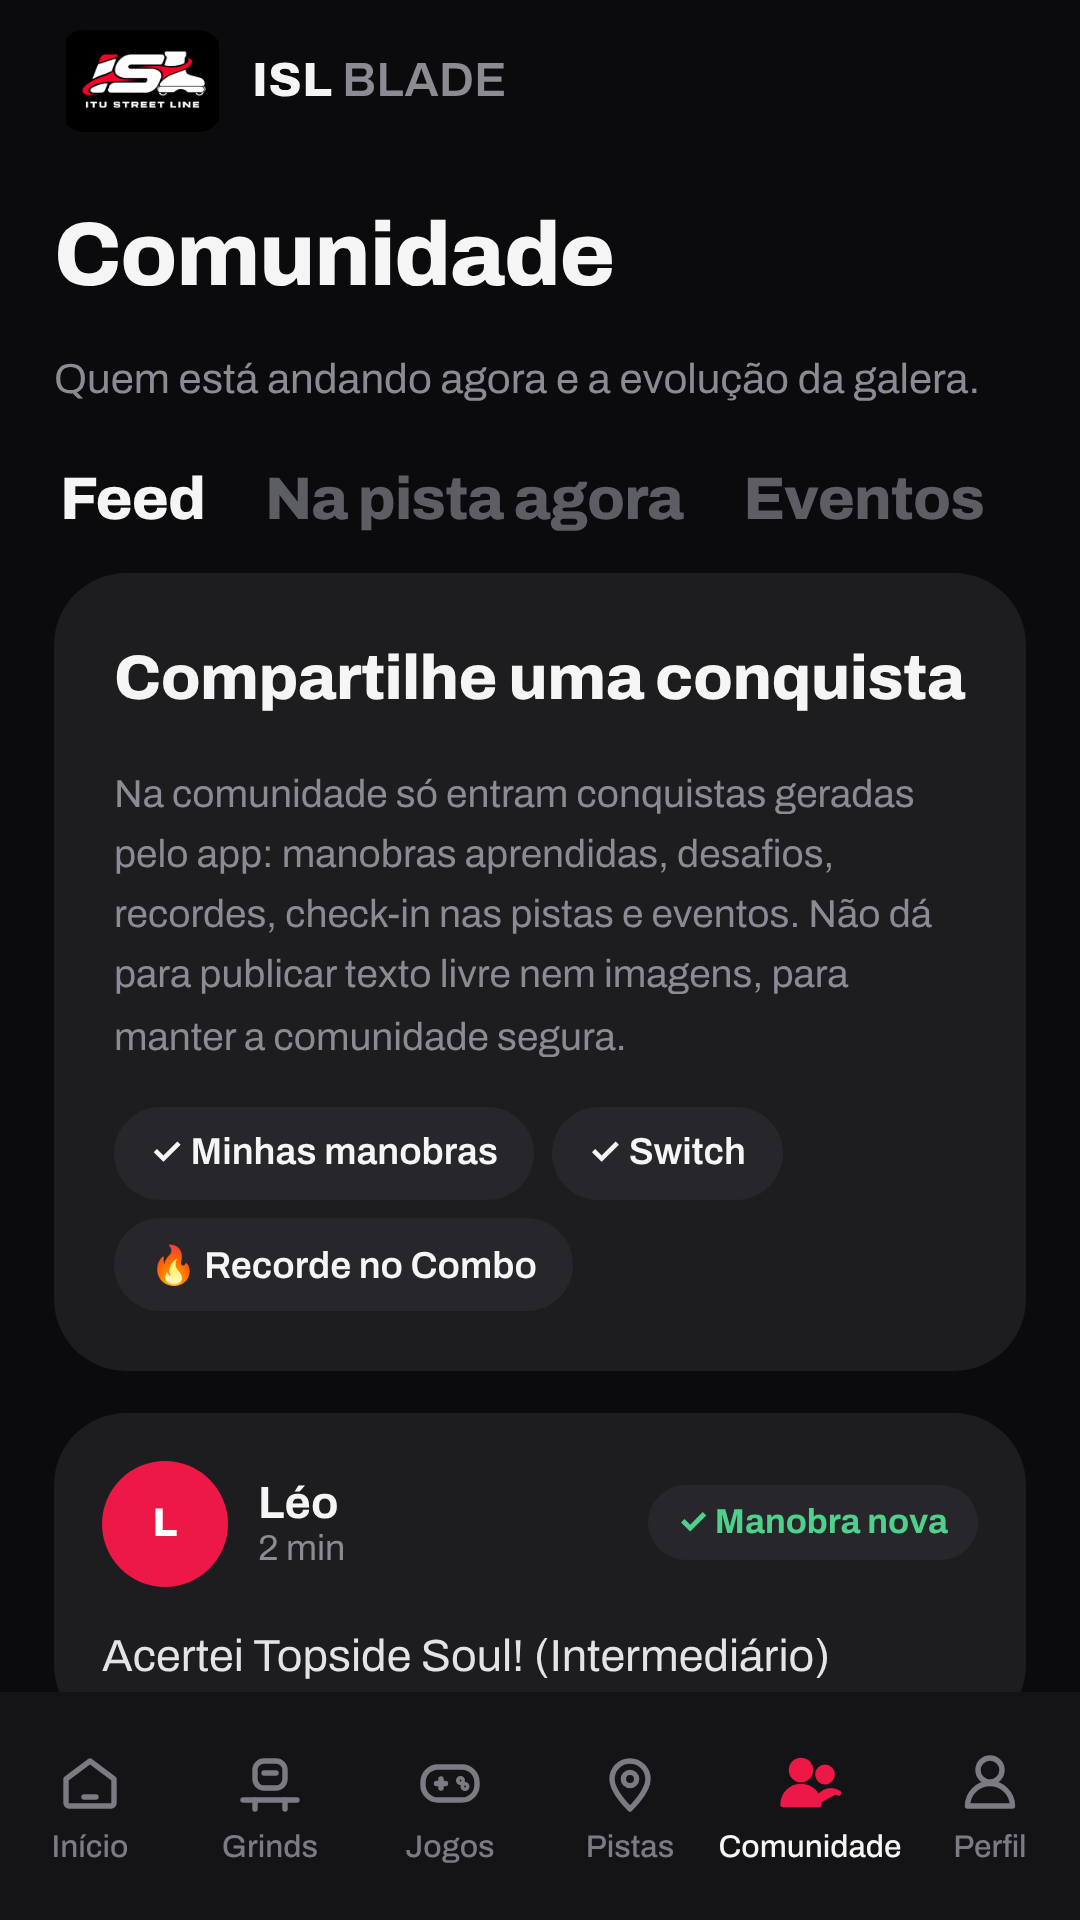 ISL
ITU STREET LINE
ISL BLADE
Comunidade
Quem está andando agora e a evolução da galera.
Feed Na pista agora Eventos
Compartilhe uma conquista
Na comunidade só entram conquistas geradas
pelo app: manobras aprendidas, desafios,
recordes, check-in nas pistas e eventos. Não dá
para publicar texto livre nem imagens, para
manter a comunidade segura.
✓ Minhas manobras ✓ Switch
🔥 Recorde no Combo
L
Léo
2 min
✓ Manobra nova
Acertei Topside Soul! (Intermediário)
Início Grinds Jogos Pistas Comunidade Perfil